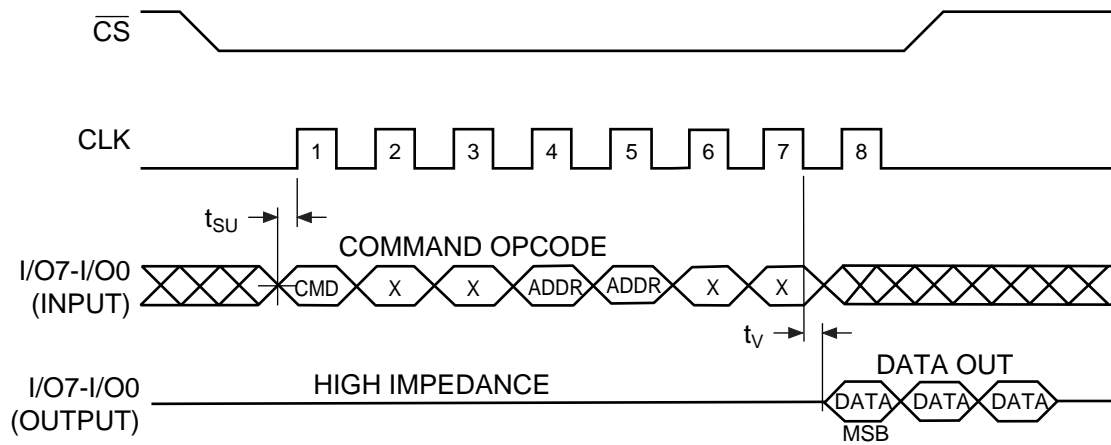 CS
CLK
1 2 3 4 5 6 7 8
tSU
COMMAND OPCODE
I/O7-I/O0
(INPUT)
CMD X X ADDR ADDR X X
tV
DATA OUT
I/O7-I/O0
(OUTPUT)
HIGH IMPEDANCE
DATA DATA DATA
MSB